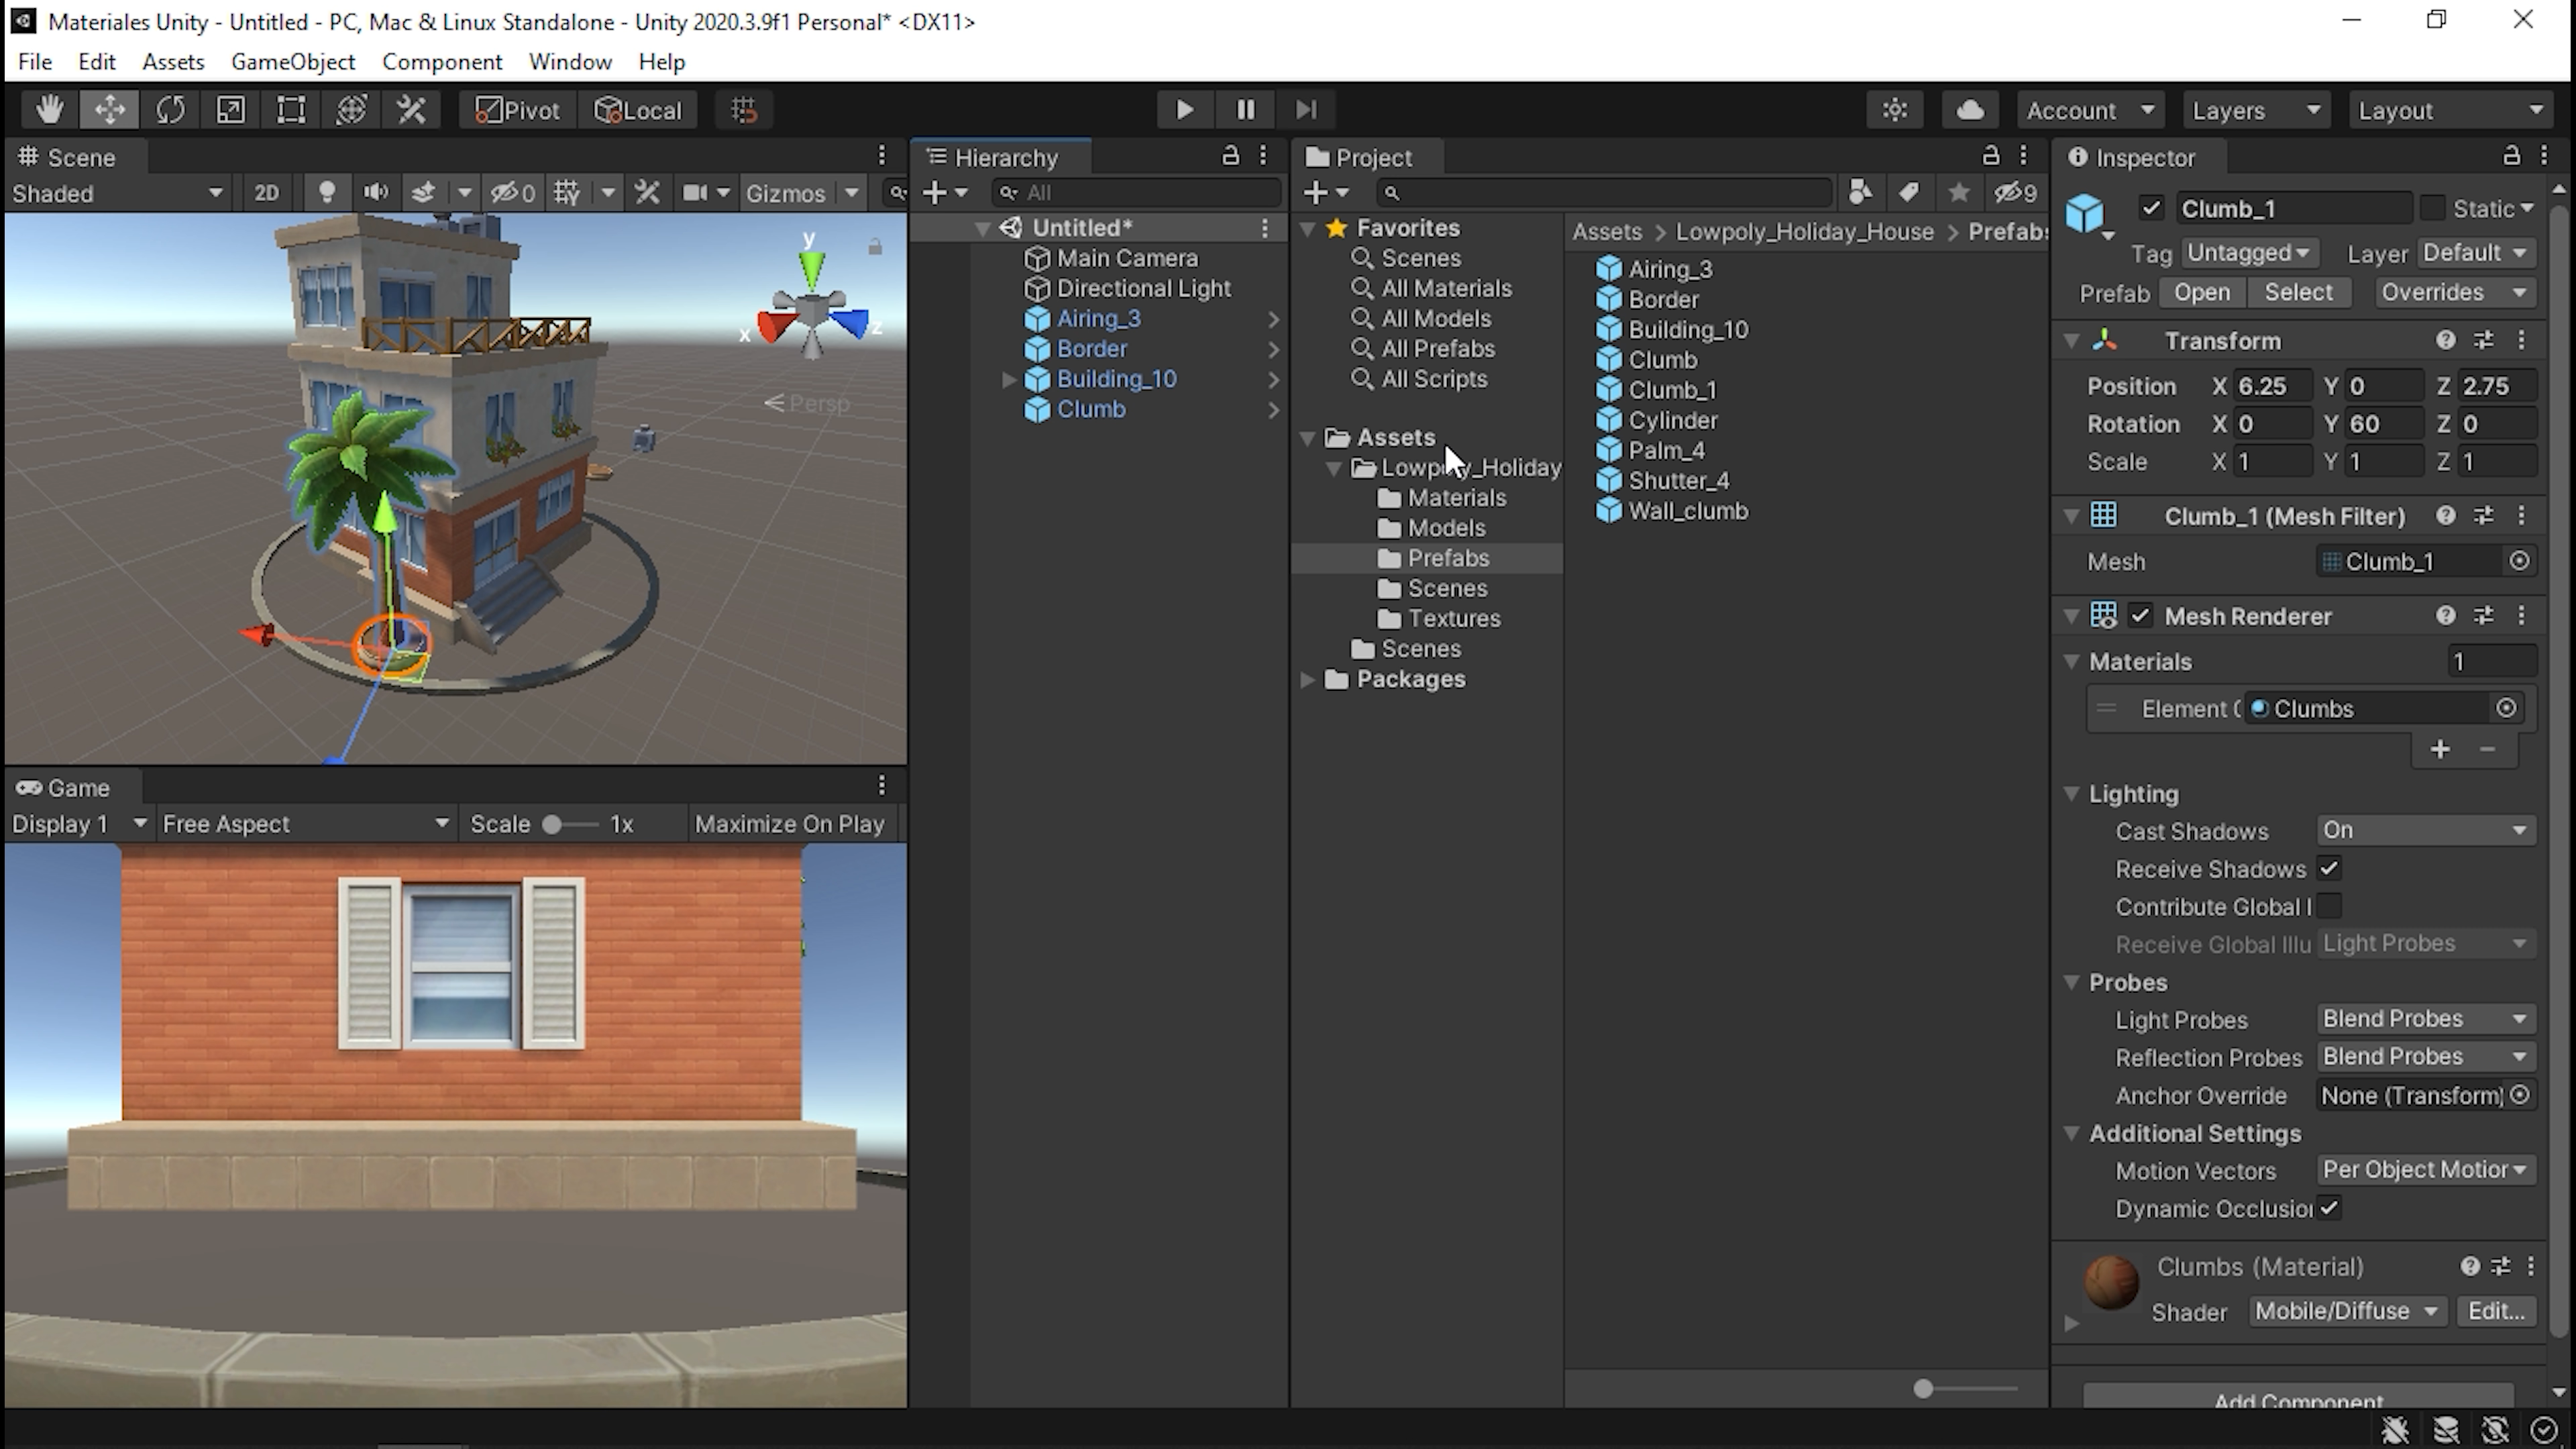 Materiales Unity - Untitled - PC, Mac & Linux Standalone - Unity 2020.3.9f1 Personal* <DX11>
File Edit Assets GameObject Component Window Help
Pivot Local Account Layers Layout
Scene
Shaded 2D 0 Gizmos
y
x
z
Persp
Game
Display 1 Free Aspect Scale 1x Maximize On Play
Hierarchy
All
Untitled*
Main Camera
Directional Light
Airing_3
Border
Building_10
Clumb
Project
9
Favorites
Scenes
All Materials
All Models
All Prefabs
All Scripts
Assets
Lowpoly_Holiday
Materials
Models
Prefabs
Scenes
Textures
Scenes
Packages
Assets > Lowpoly_Holiday_House > Prefabs
Airing_3
Border
Building_10
Clumb
Clumb_1
Cylinder
Palm_4
Shutter_4
Wall_clumb
Inspector
Clumb_1 Static
Tag Untagged Layer Default
Prefab Open Select Overrides
Transform
Position X 6.25 Y 0 Z 2.75
Rotation X 0 Y 60 Z 0
Scale X 1 Y 1 Z 1
Clumb_1 (Mesh Filter)
Mesh Clumb_1
Mesh Renderer
Materials 1
Element Clumbs
Lighting
Cast Shadows On
Receive Shadows
Contribute Global I
Receive Global Illu Light Probes
Probes
Light Probes Blend Probes
Reflection Probes Blend Probes
Anchor Override None (Transform)
Additional Settings
Motion Vectors Per Object Motion
Dynamic Occlusion
Clumbs (Material)
Shader Mobile/Diffuse Edit...
Add Component